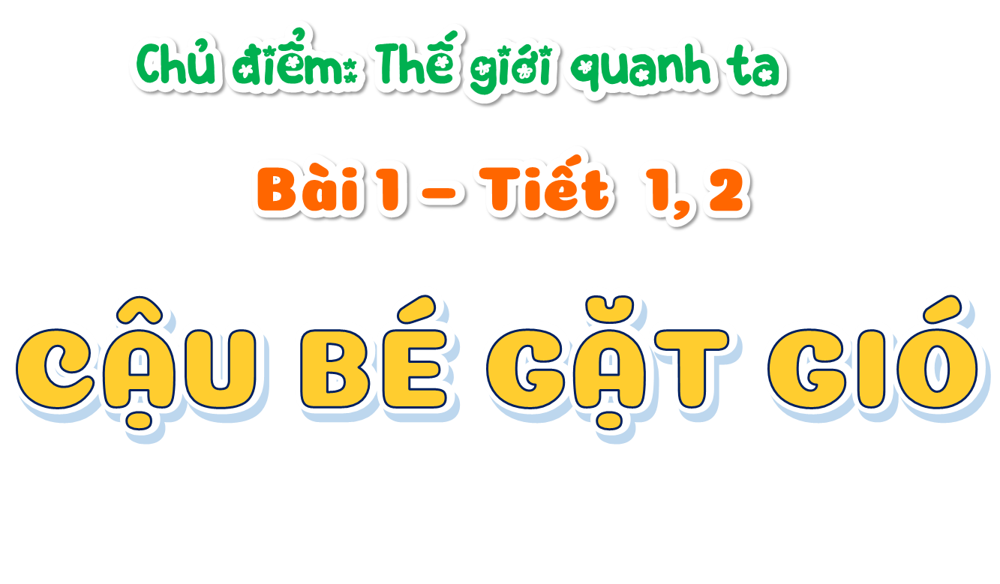 Chủ điểm: Thế giới quanh ta
Bài 1 – Tiết 1, 2
CẬU BÉ GẶT GIÓ